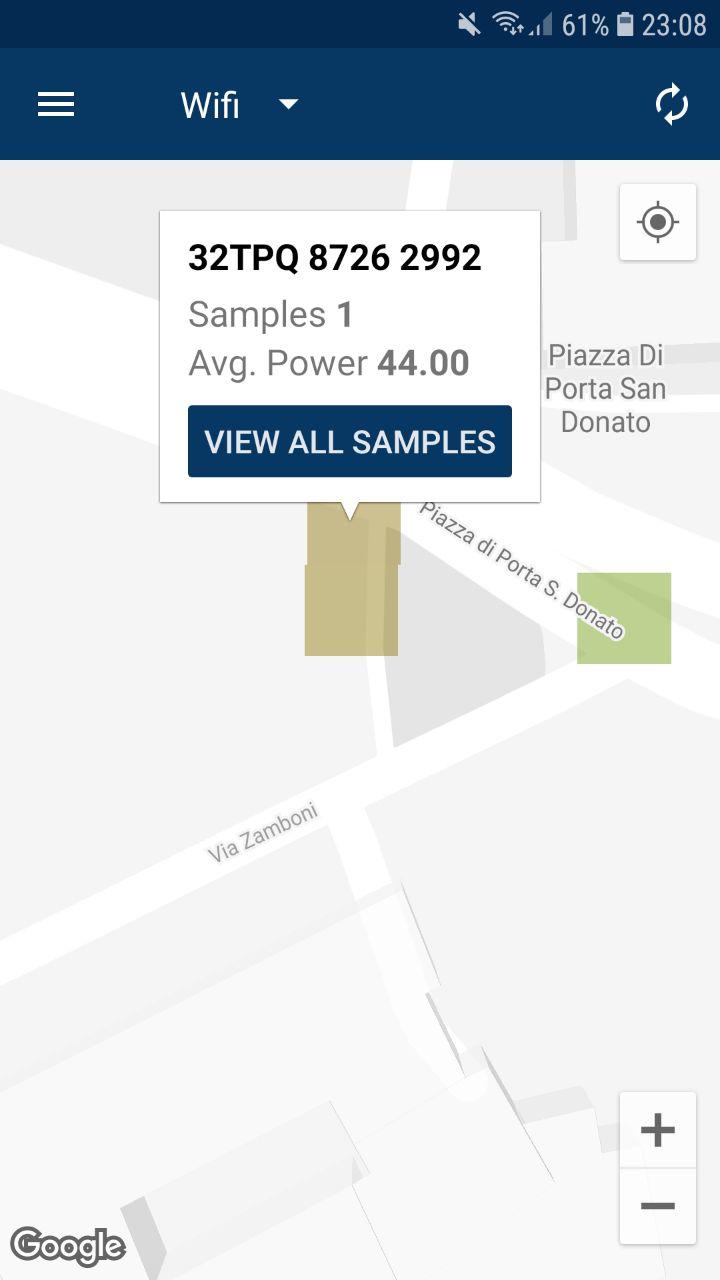 61% 23:08
Wifi
32TPQ 8726 2992
Samples 1
Avg. Power 44.00
VIEW ALL SAMPLES
Piazza Di
Porta San
Donato
Piazza di Porta S. Donato
Via Zamboni
+
−
Google